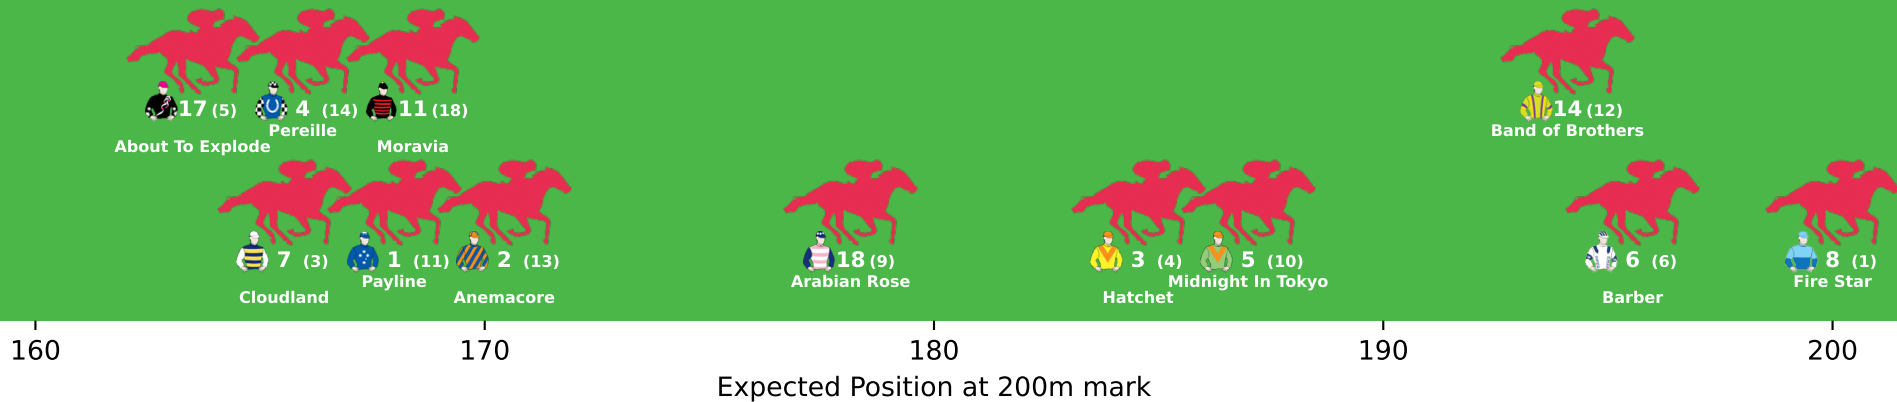 17 (5) 4 (14) 11 (18) 14 (12)
Pereille Band of Brothers
About To Explode Moravia
7 (3) 1 (11) 2 (13) 18 (9) 3 (4) 5 (10) 6 (6) 8 (1)
Payline Arabian Rose Midnight In Tokyo Fire Star
Cloudland Anemacore Hatchet Barber
160 170 180 190 200
Expected Position at 200m mark